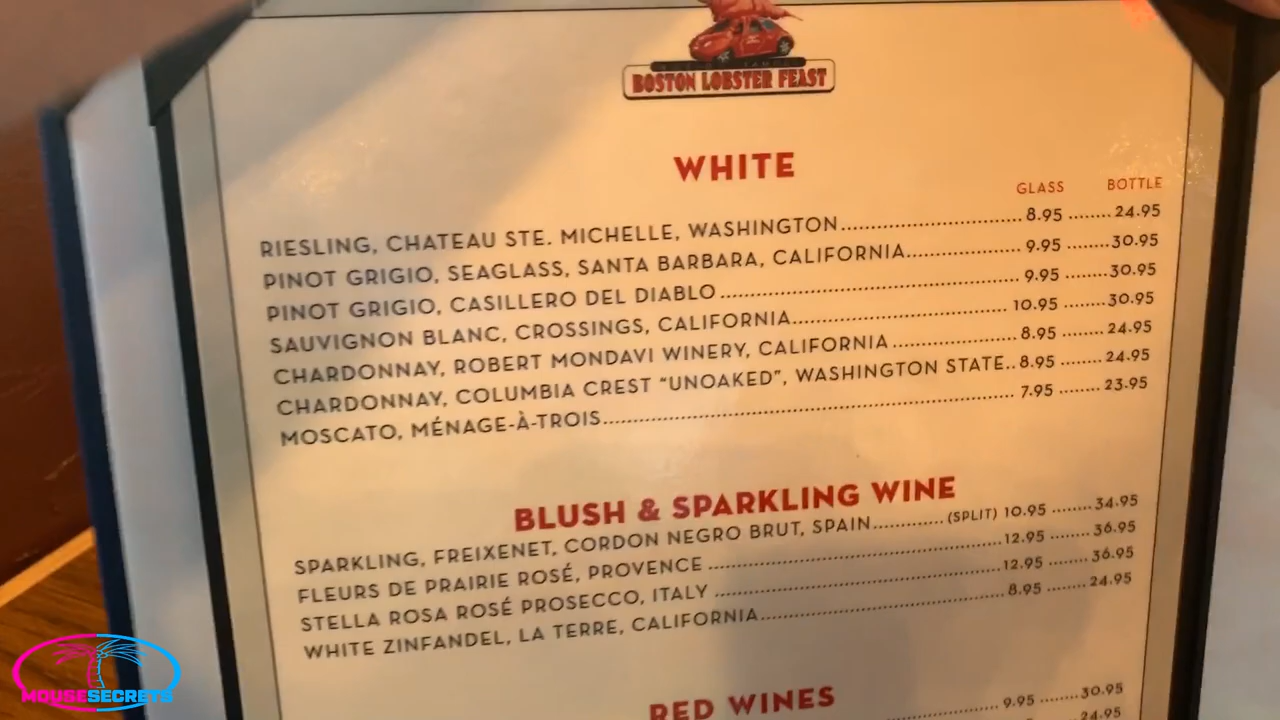 BOSTON LOBSTER FEAST
WHITE
GLASS BOTTLE
RIESLING, CHATEAU STE. MICHELLE, WASHINGTON 8.95 24.95
PINOT GRIGIO, SEAGLASS, SANTA BARBARA, CALIFORNIA 9.95 30.95
PINOT GRIGIO, CASILLERO DEL DIABLO 9.95 30.95
SAUVIGNON BLANC, CROSSINGS, CALIFORNIA 10.95 30.95
CHARDONNAY, ROBERT MONDAVI WINERY, CALIFORNIA 8.95 24.95
CHARDONNAY, COLUMBIA CREST “UNOAKED”, WASHINGTON STATE.. 8.95 24.95
MOSCATO, MÉNAGE-À-TROIS 7.95 23.95
BLUSH & SPARKLING WINE
SPARKLING, FREIXENET, CORDON NEGRO BRUT, SPAIN (SPLIT) 10.95 34.95
FLEURS DE PRAIRIE ROSÉ, PROVENCE 12.95 36.95
STELLA ROSA ROSÉ PROSECCO, ITALY 12.95 36.95
WHITE ZINFANDEL, LA TERRE, CALIFORNIA 8.95 24.95
RED WINES
9.95 30.95
24.95
MOUSESECRETS